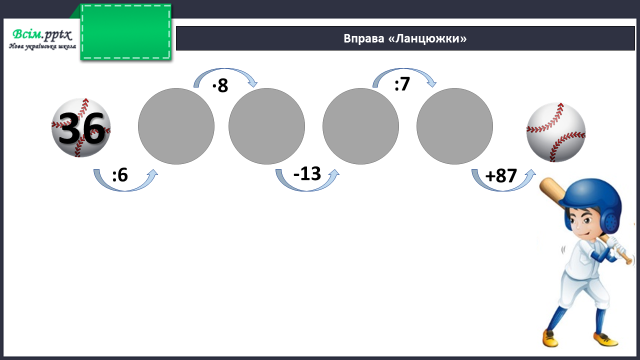 Всім.pptx
Нова українська школа
Вправа «Ланцюжки»
·8
:7
36
:6
-13
+87